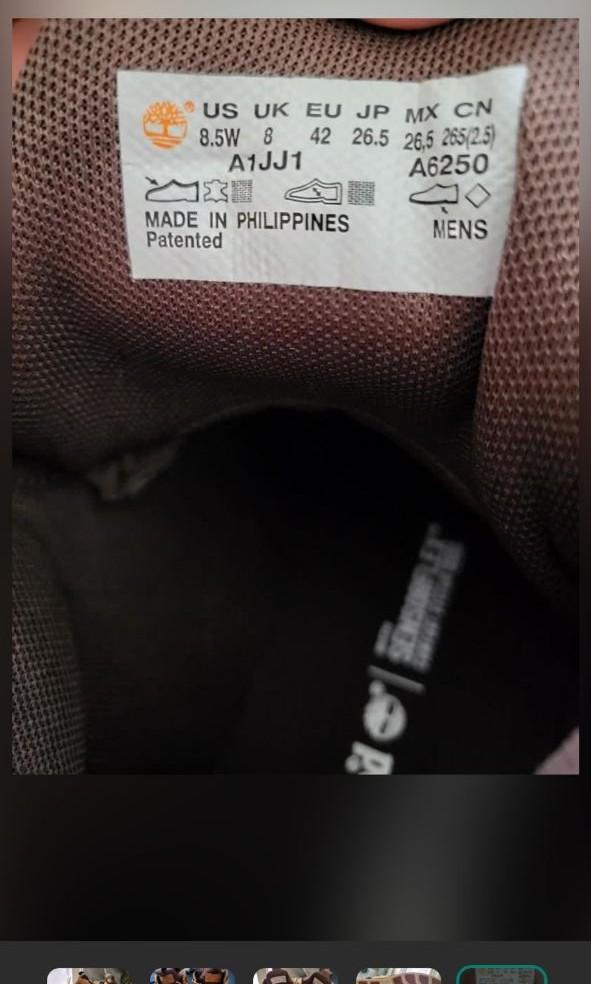 US UK EU JP MX CN
8.5W 8 42 26.5 26,5 265(2.5)
A1JJ1 A6250
MADE IN PHILIPPINES
Patented MENS
SENSORFLEX